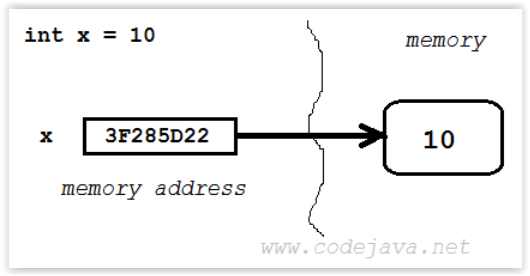 int x = 10
memory
x
3F285D22
10
memory address
www.codejava.net